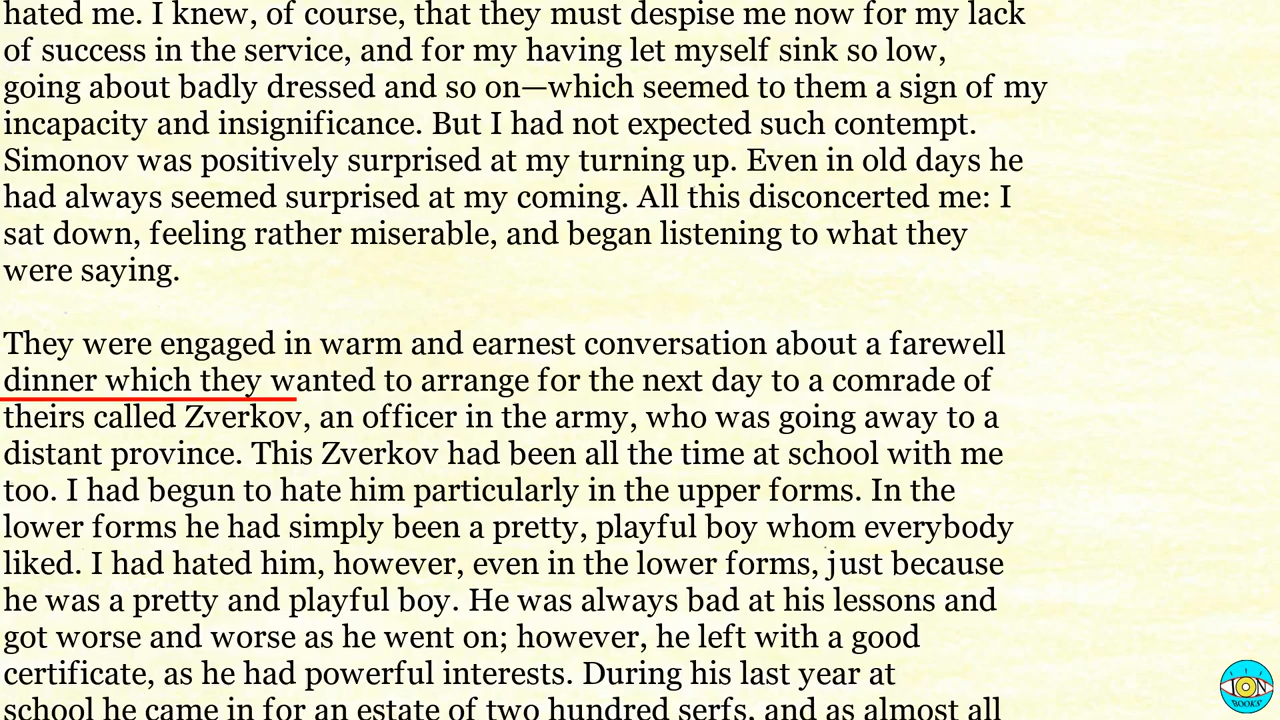 hated me. I knew, of course, that they must despise me now for my lack
of success in the service, and for my having let myself sink so low,
going about badly dressed and so on—which seemed to them a sign of my
incapacity and insignificance. But I had not expected such contempt.
Simonov was positively surprised at my turning up. Even in old days he
had always seemed surprised at my coming. All this disconcerted me: I
sat down, feeling rather miserable, and began listening to what they
were saying.
They were engaged in warm and earnest conversation about a farewell
dinner which they wanted to arrange for the next day to a comrade of
theirs called Zverkov, an officer in the army, who was going away to a
distant province. This Zverkov had been all the time at school with me
too. I had begun to hate him particularly in the upper forms. In the
lower forms he had simply been a pretty, playful boy whom everybody
liked. I had hated him, however, even in the lower forms, just because
he was a pretty and playful boy. He was always bad at his lessons and
got worse and worse as he went on; however, he left with a good
certificate, as he had powerful interests. During his last year at
school he came in for an estate of two hundred serfs, and as almost all
ION
BOOKS